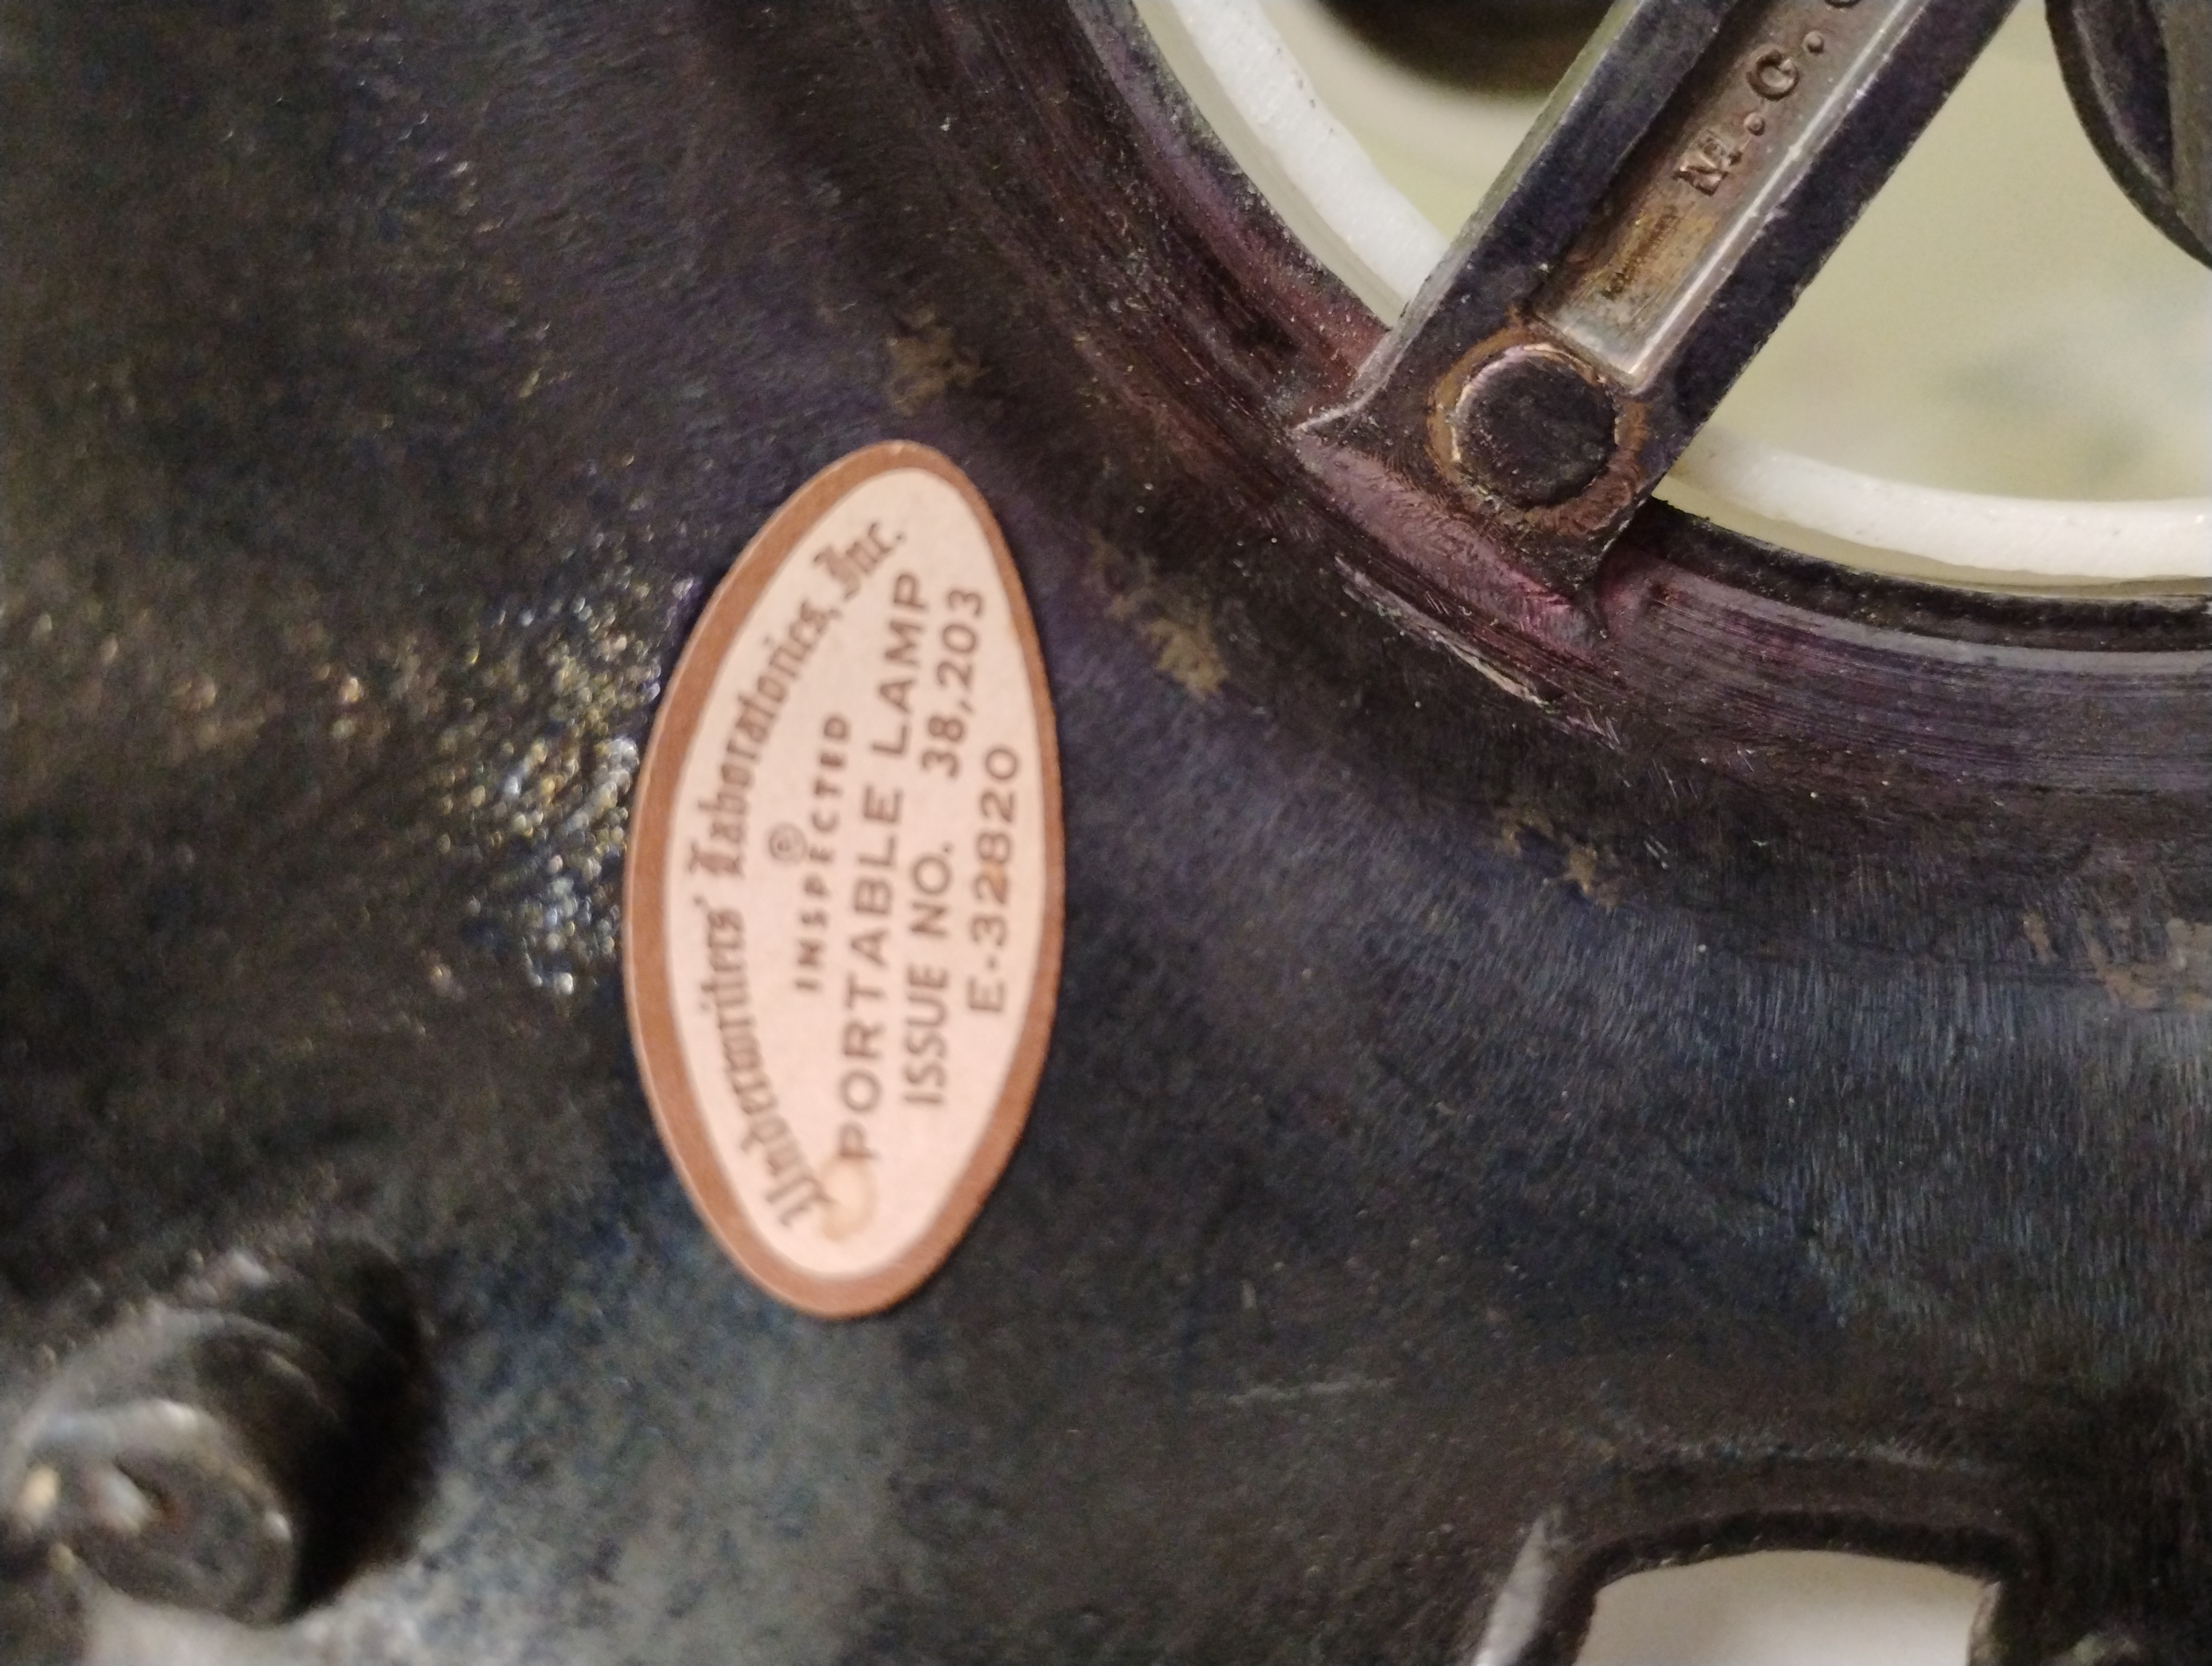 Underwriters' Laboratories, Inc.
®
INSPECTED
PORTABLE LAMP
ISSUE NO. 38,203
E-32820
M.C.